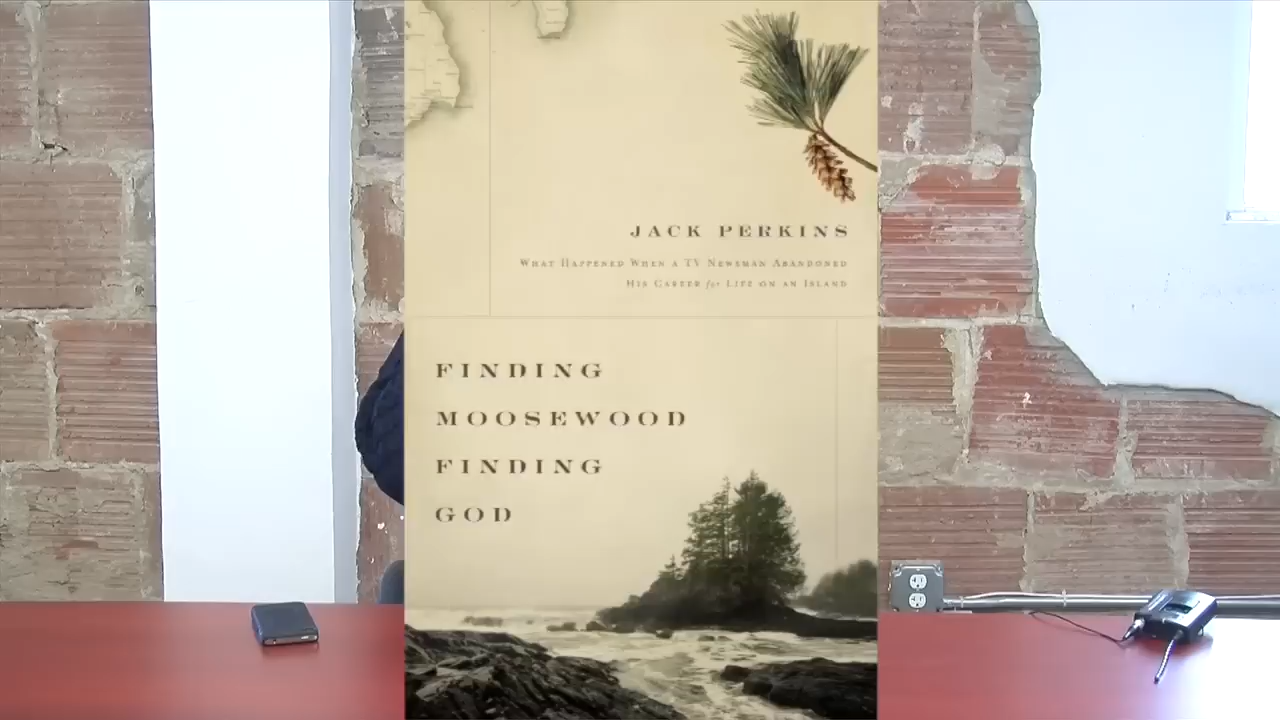 JACK PERKINS
WHAT HAPPENED WHEN A TV NEWSMAN ABANDONED
HIS CAREER for LIFE ON AN ISLAND
FINDING
MOOSEWOOD
FINDING
GOD